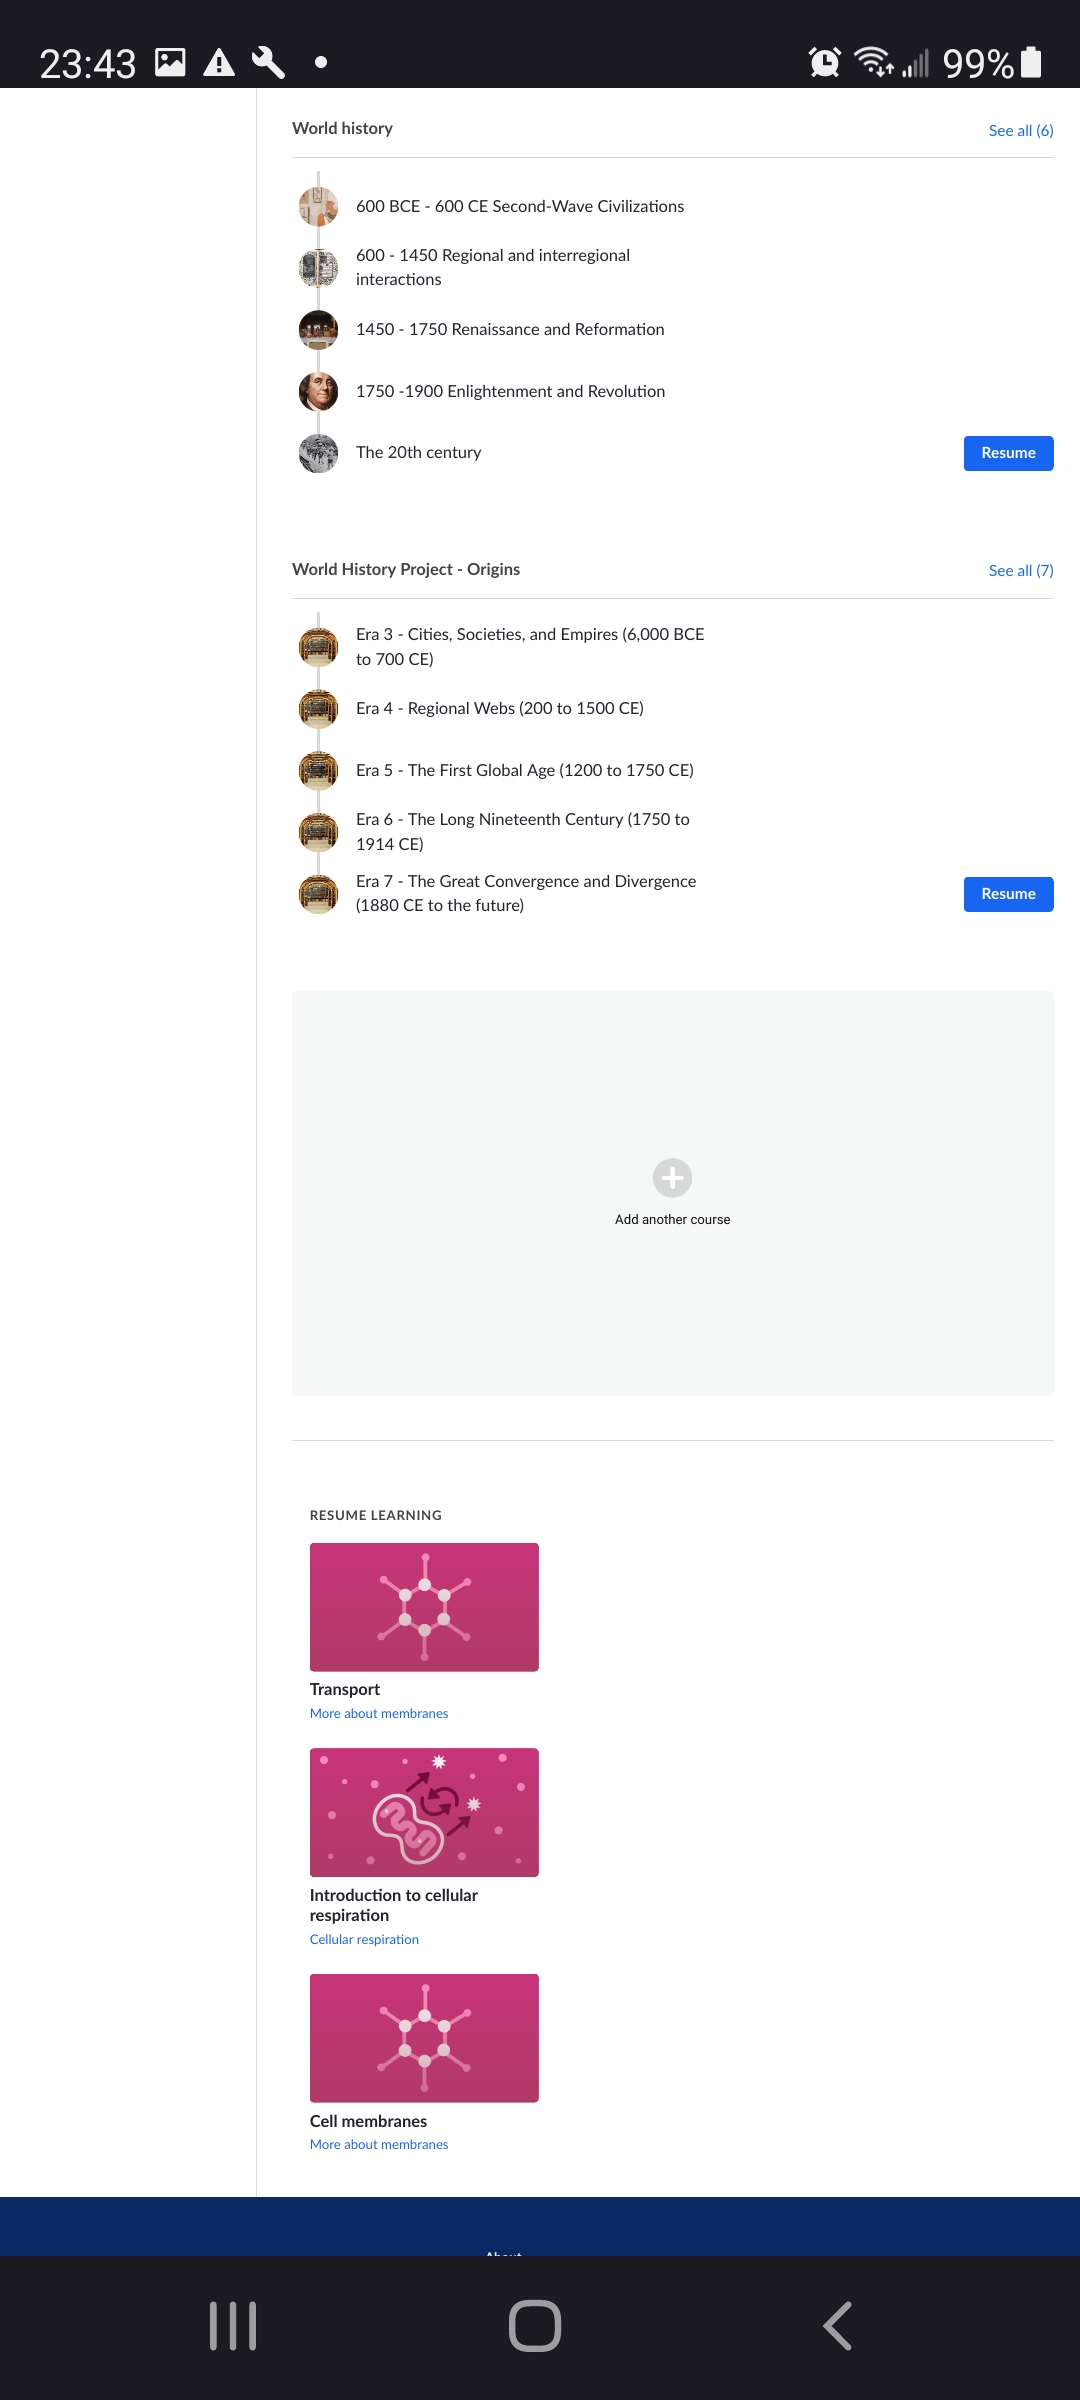 23:43
99%
World history
See all (6)
600 BCE - 600 CE Second-Wave Civilizations
600 - 1450 Regional and interregional
interactions
1450 - 1750 Renaissance and Reformation
1750 -1900 Enlightenment and Revolution
The 20th century
Resume
World History Project - Origins
See all (7)
Era 3 - Cities, Societies, and Empires (6,000 BCE
to 700 CE)
Era 4 - Regional Webs (200 to 1500 CE)
Era 5 - The First Global Age (1200 to 1750 CE)
Era 6 - The Long Nineteenth Century (1750 to
1914 CE)
Era 7 - The Great Convergence and Divergence
(1880 CE to the future)
Resume
Add another course
RESUME LEARNING
Transport
More about membranes
Introduction to cellular
respiration
Cellular respiration
Cell membranes
More about membranes
About